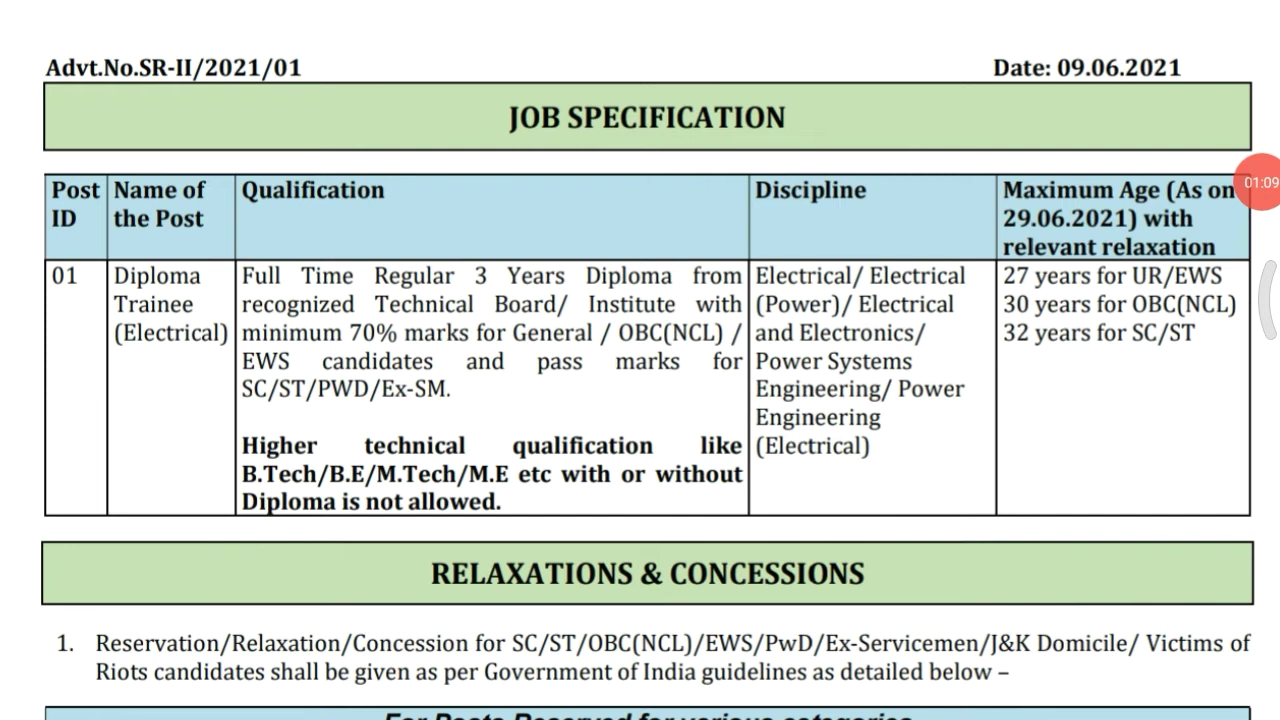 Advt.No.SR-II/2021/01 Date: 09.06.2021
JOB SPECIFICATION
Post ID
Name of the Post
Qualification
Discipline
Maximum Age (As on
29.06.2021) with
relevant relaxation
01
Diploma
Trainee
(Electrical)
Full Time Regular 3 Years Diploma from
recognized Technical Board/ Institute with
minimum 70% marks for General / OBC(NCL) /
EWS candidates and pass marks for
SC/ST/PWD/Ex-SM.
Higher technical qualification like
B.Tech/B.E/M.Tech/M.E etc with or without
Diploma is not allowed.
Electrical/ Electrical
(Power)/ Electrical
and Electronics/
Power Systems
Engineering/ Power
Engineering
(Electrical)
27 years for UR/EWS
30 years for OBC(NCL)
32 years for SC/ST
01:09
RELAXATIONS & CONCESSIONS
1. Reservation/Relaxation/Concession for SC/ST/OBC(NCL)/EWS/PwD/Ex-Servicemen/J&K Domicile/ Victims of
Riots candidates shall be given as per Government of India guidelines as detailed below –
For Posts Reserved for various categories